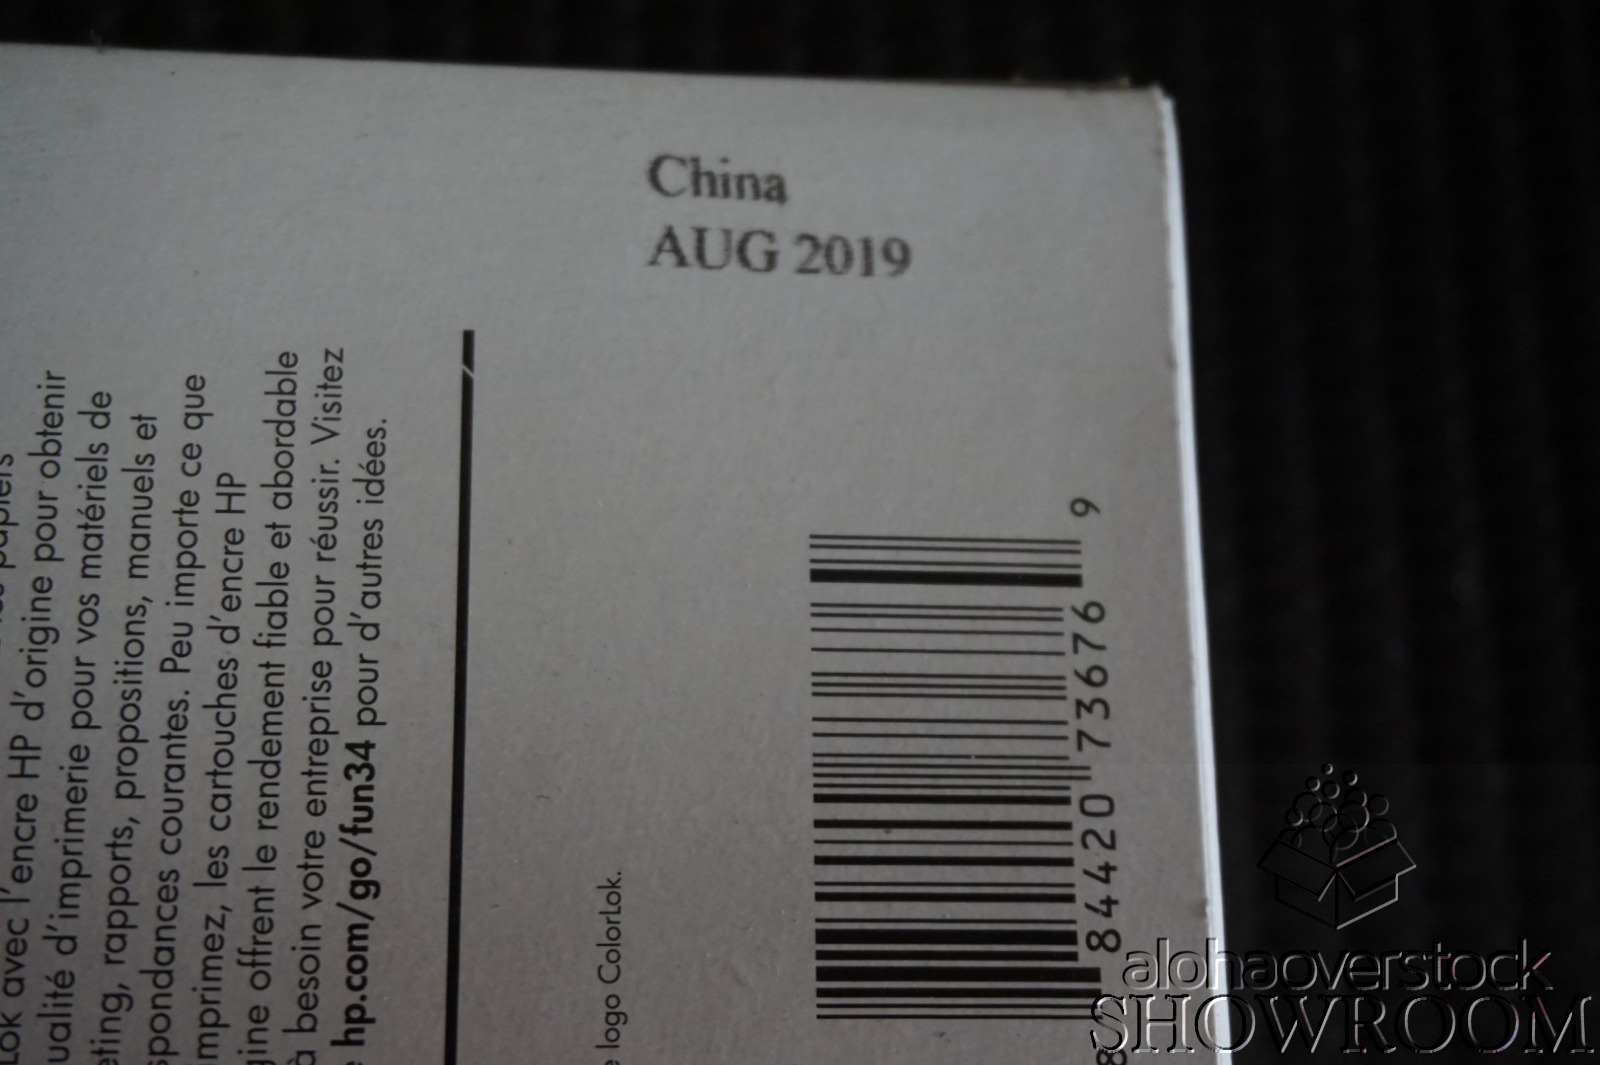 China
AUG 2019
papiers
Lok avec l'encre HP d'origine pour obtenir
ualité d'imprimerie pour vos matériels de
eting, rapports, propositions, manuels et
spondances courantes. Peu importe ce que
mprimez, les cartouches d'encre HP
gine offrent le rendement fiable et abordable
à besoin votre entreprise pour réussir. Visitez
hp.com/go/fun34 pour d'autres idées.
logo ColorLok.
8 84420 73676 9
alohaoverstock
SHOWROOM